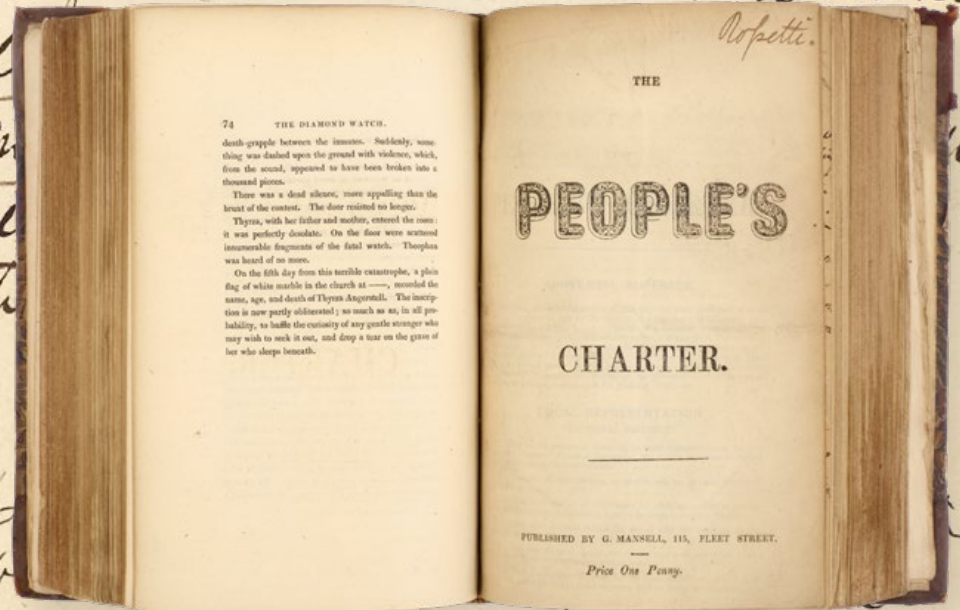 74 THE DIAMOND WATCH.
death-grapple between the inmates. Suddenly, some-
thing was dashed upon the ground with violence, which,
from the sound, appeared to have been broken into a
thousand pieces.
There was a dead silence, more appalling than the
brunt of the contest. The door resisted no longer.
Thyrza, with her father and mother, entered the room:
it was perfectly desolate. On the floor were scattered
innumerable fragments of the fatal watch. Theophan
was heard of no more.
On the fifth day from this terrible catastrophe, a plain
flag of white marble in the church at ——, recorded the
name, age, and death of Thyrza Angerstell. The inscrip-
tion is now partly obliterated; so much so as, in all pro-
bability, to baffle the curiosity of any gentle stranger who
may wish to seek it out, and drop a tear on the grave of
her who sleeps beneath.
Rossetti.
THE
PEOPLE'S
CHARTER.
PUBLISHED BY G. MANSELL, 115, FLEET STREET.
Price One Penny.